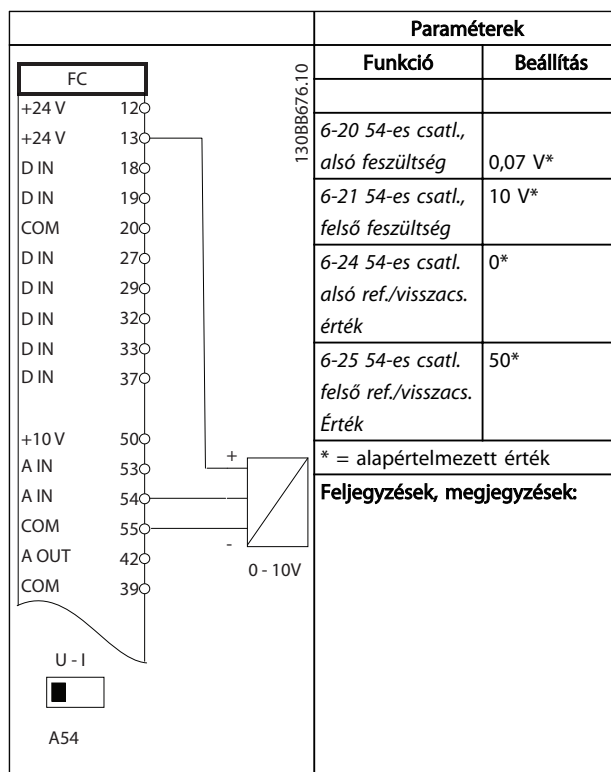 Paraméterek
Funkció Beállítás
FC
130BB676.10
+24 V 12
+24 V 13
D IN 18
D IN 19
COM 20
D IN 27
D IN 29
D IN 32
D IN 33
D IN 37
+10 V 50
A IN 53
A IN 54
COM 55
A OUT 42
COM 39
+
-
0 - 10V
U - I
A54
6-20 54-es csatl.,
alsó feszültség 0,07 V*
6-21 54-es csatl., 10 V*
felső feszültség
6-24 54-es csatl. 0*
alsó ref./visszacs.
érték
6-25 54-es csatl. 50*
felső ref./visszacs.
Érték
* = alapértelmezett érték
Feljegyzések, megjegyzések: